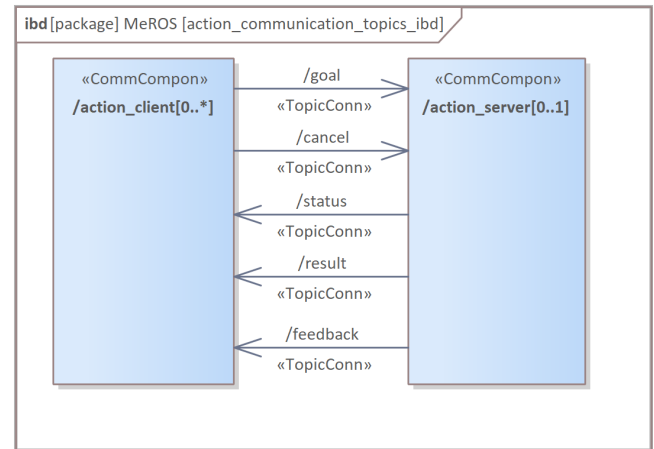 ibd [package] MeROS [action_communication_topics_ibd]
«CommCompon»
/action_client[0..*]
/goal
«TopicConn»
/cancel
«TopicConn»
/status
«TopicConn»
/result
«TopicConn»
/feedback
«TopicConn»
«CommCompon»
/action_server[0..1]